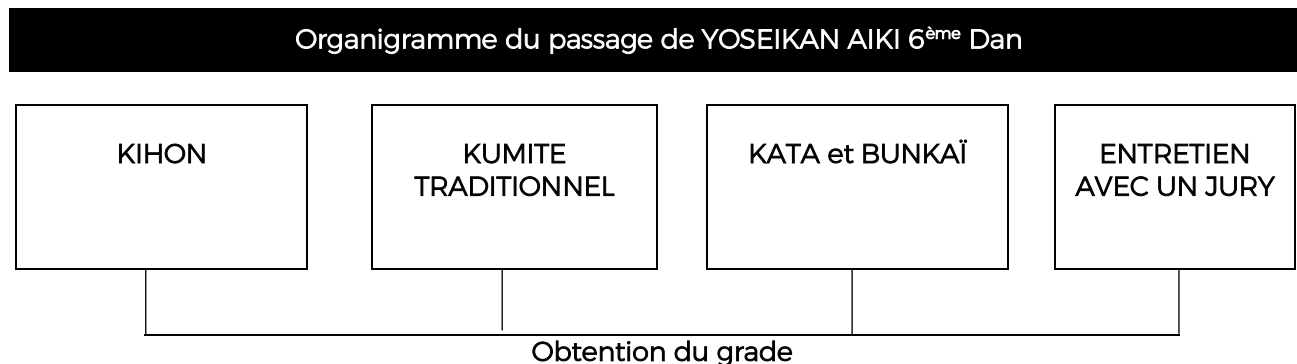 Organigramme du passage de YOSEIKAN AIKI 6ème Dan
KIHON
KUMITE
TRADITIONNEL
KATA et BUNKAÏ
ENTRETIEN
AVEC UN JURY
Obtention du grade